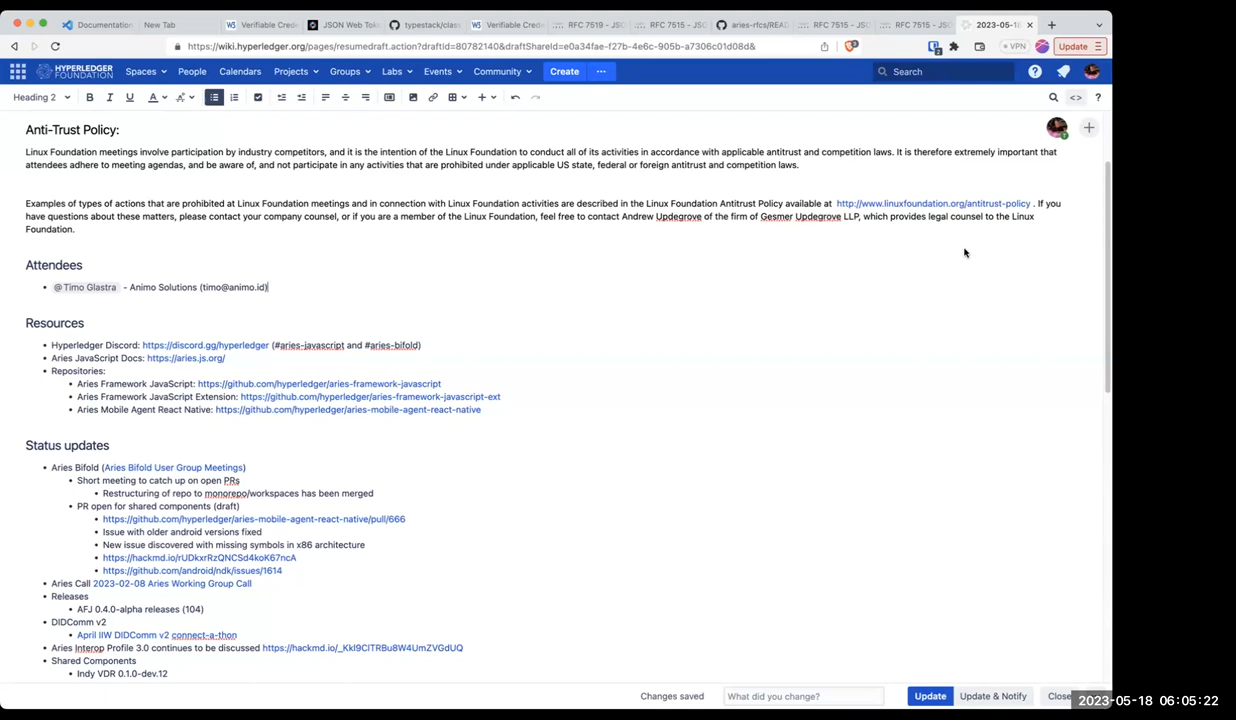 Documentation
New Tab
Verifiable Cred
JSON Web Tok
typestack/class
Verifiable Cred
RFC 7519 - JS
RFC 7515 - JS
aries-rfcs/REA
RFC 7515 - JS
RFC 7515 - JS
2023-05-18
https://wiki.hyperledger.org/pages/resumedraft.action?draftId=80782140&draftShareId=e0a34fae-f27b-4e6c-905b-a7306c01d08d&
VPN
Update
HYPERLEDGER FOUNDATION
Spaces People Calendars Projects Groups Labs Events Community Create ... Search
Heading 2
Anti-Trust Policy:
Linux Foundation meetings involve participation by industry competitors, and it is the intention of the Linux Foundation to conduct all of its activities in accordance with applicable antitrust and competition laws. It is therefore extremely important that
attendees adhere to meeting agendas, and be aware of, and not participate in any activities that are prohibited under applicable US state, federal or foreign antitrust and competition laws.
Examples of types of actions that are prohibited at Linux Foundation meetings and in connection with Linux Foundation activities are described in the Linux Foundation Antitrust Policy available at http://www.linuxfoundation.org/antitrust-policy . If you
have questions about these matters, please contact your company counsel, or if you are a member of the Linux Foundation, feel free to contact Andrew Updegrove of the firm of Gesmer Updegrove LLP, which provides legal counsel to the Linux
Foundation.
Attendees
• @Timo Glastra - Animo Solutions (timo@animo.id)
Resources
• Hyperledger Discord: https://discord.gg/hyperledger (#aries-javascript and #aries-bifold)
• Aries JavaScript Docs: https://aries.js.org/
• Repositories:
• Aries Framework JavaScript: https://github.com/hyperledger/aries-framework-javascript
• Aries Framework JavaScript Extension: https://github.com/hyperledger/aries-framework-javascript-ext
• Aries Mobile Agent React Native: https://github.com/hyperledger/aries-mobile-agent-react-native
Status updates
• Aries Bifold (Aries Bifold User Group Meetings)
• Short meeting to catch up on open PRs
• Restructuring of repo to monorepo/workspaces has been merged
• PR open for shared components (draft)
• https://github.com/hyperledger/aries-mobile-agent-react-native/pull/666
• Issue with older android versions fixed
• New issue discovered with missing symbols in x86 architecture
• https://hackmd.io/rUDkxrRzQNCSd4koK67ncA
• https://github.com/android/ndk/issues/1614
• Aries Call 2023-02-08 Aries Working Group Call
• Releases
• AFJ 0.4.0-alpha releases (104)
• DIDComm v2
• April IIW DIDComm v2 connect-a-thon
• Aries Interop Profile 3.0 continues to be discussed https://hackmd.io/_KkI9ClTRBu8W4UmZVGdUQ
• Shared Components
• Indy VDR 0.1.0-dev.12
Changes saved What did you change? Update Update & Notify Close
2023-05-18 06:05:22